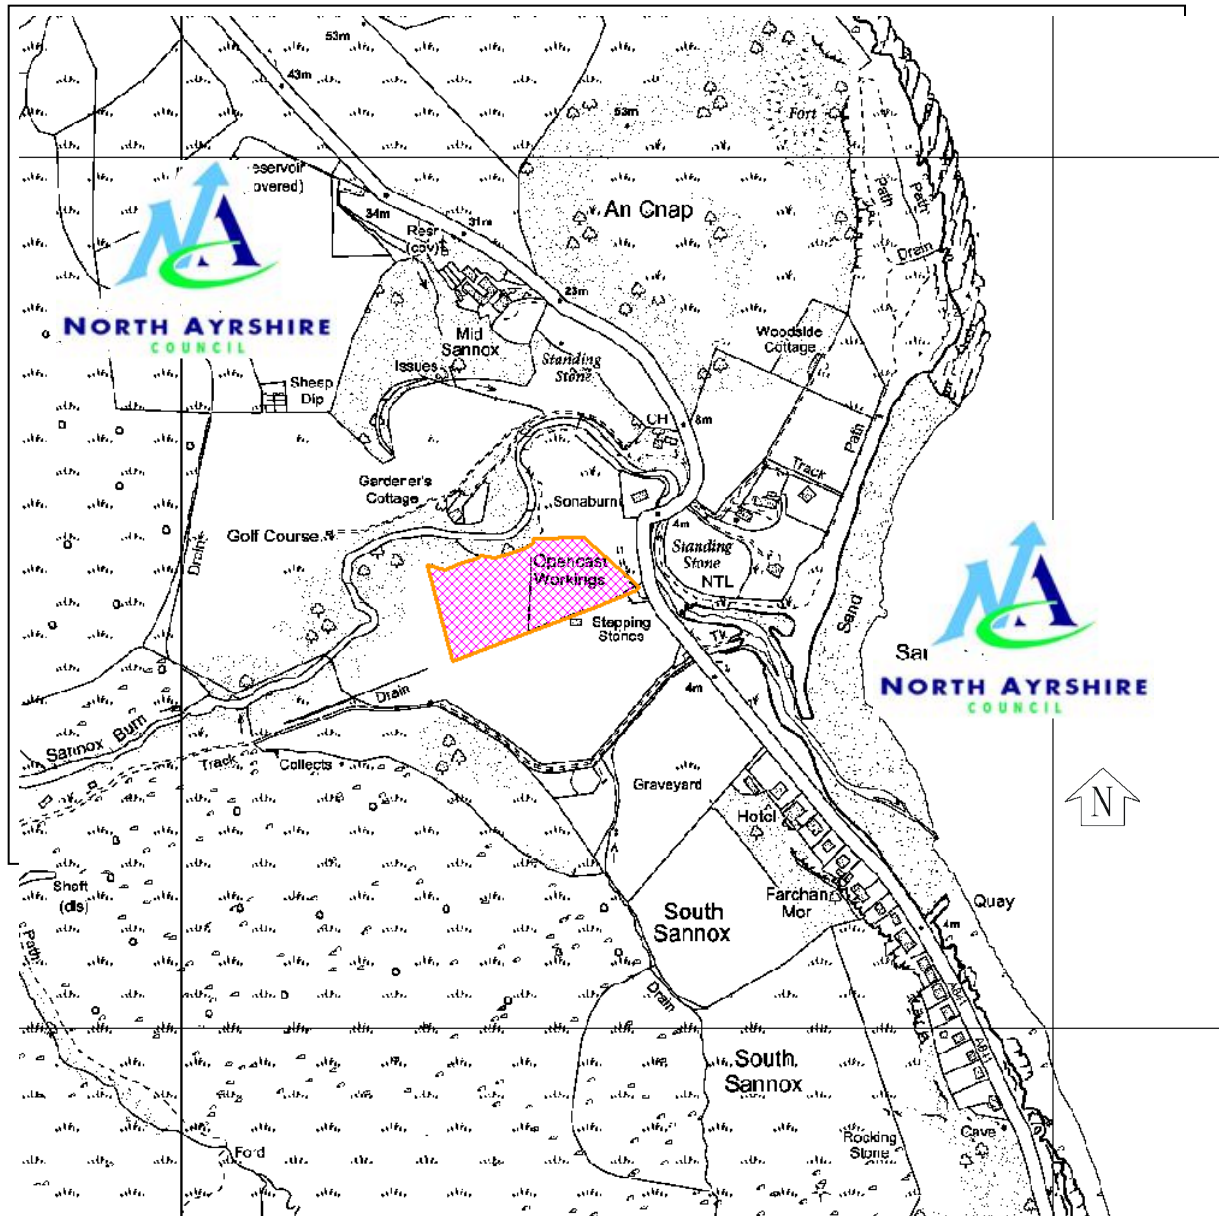 53m
43m
53m
Fort
eservoir
overed)
34m
31m
Resr
(cov)
An Cnap
Path
Path
Drain
23m
NORTH AYRSHIRE
COUNCIL
Mid
Sannox
Issues
Standing
Stone
Woodside
Cottage
Sheep
Dip
CH
8m
Path
Track
Gardener's
Cottage
Sonaburn
4m
Golf Course
Drain
Opencast
Workings
Standing
Stone
NTL
Sand
Stepping
Stones
Tk
4m
Drain
NORTH AYRSHIRE
COUNCIL
Sannox Burn
Track
Collects
Graveyard
N
Hotel
Shaft
(dis)
Path
Farchan
Mor
Quay
4m
South
Sannox
Drain
A841
A841
South
Sannox
Ford
Rocking
Stone
Cave